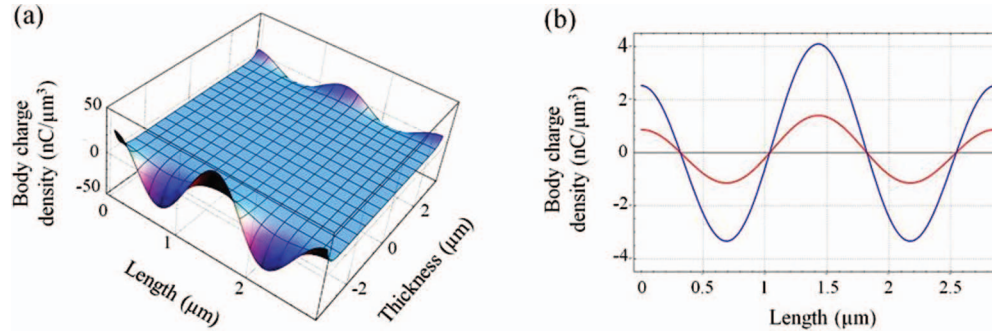 (a)
Body charge
density (nC/μm³)
50
0
-50
0
1
2
Length (μm)
-2
0
2
Thickness (μm)
(b)
Body charge
density (nC/μm³)
4
2
0
-2
-4
0 0.5 1 1.5 2 2.5
Length (μm)